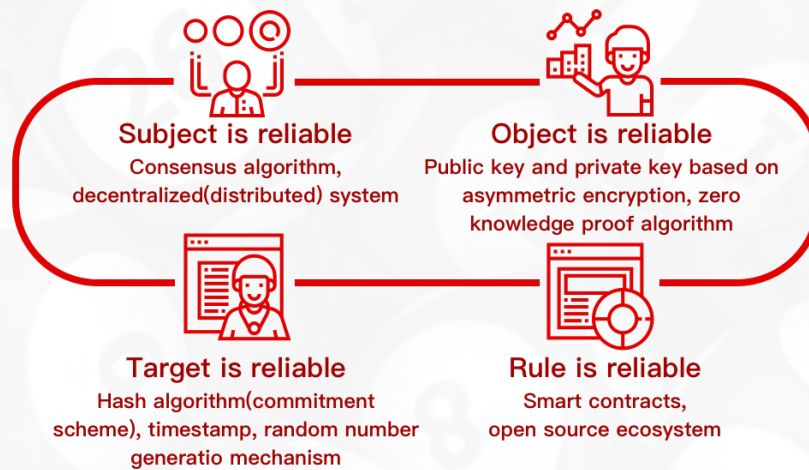 Subject is reliable
Consensus algorithm,
decentralized(distributed) system
Object is reliable
Public key and private key based on
asymmetric encryption, zero
knowledge proof algorithm
Target is reliable
Hash algorithm(commitment
scheme), timestamp, random number
generatio mechanism
Rule is reliable
Smart contracts,
open source ecosystem